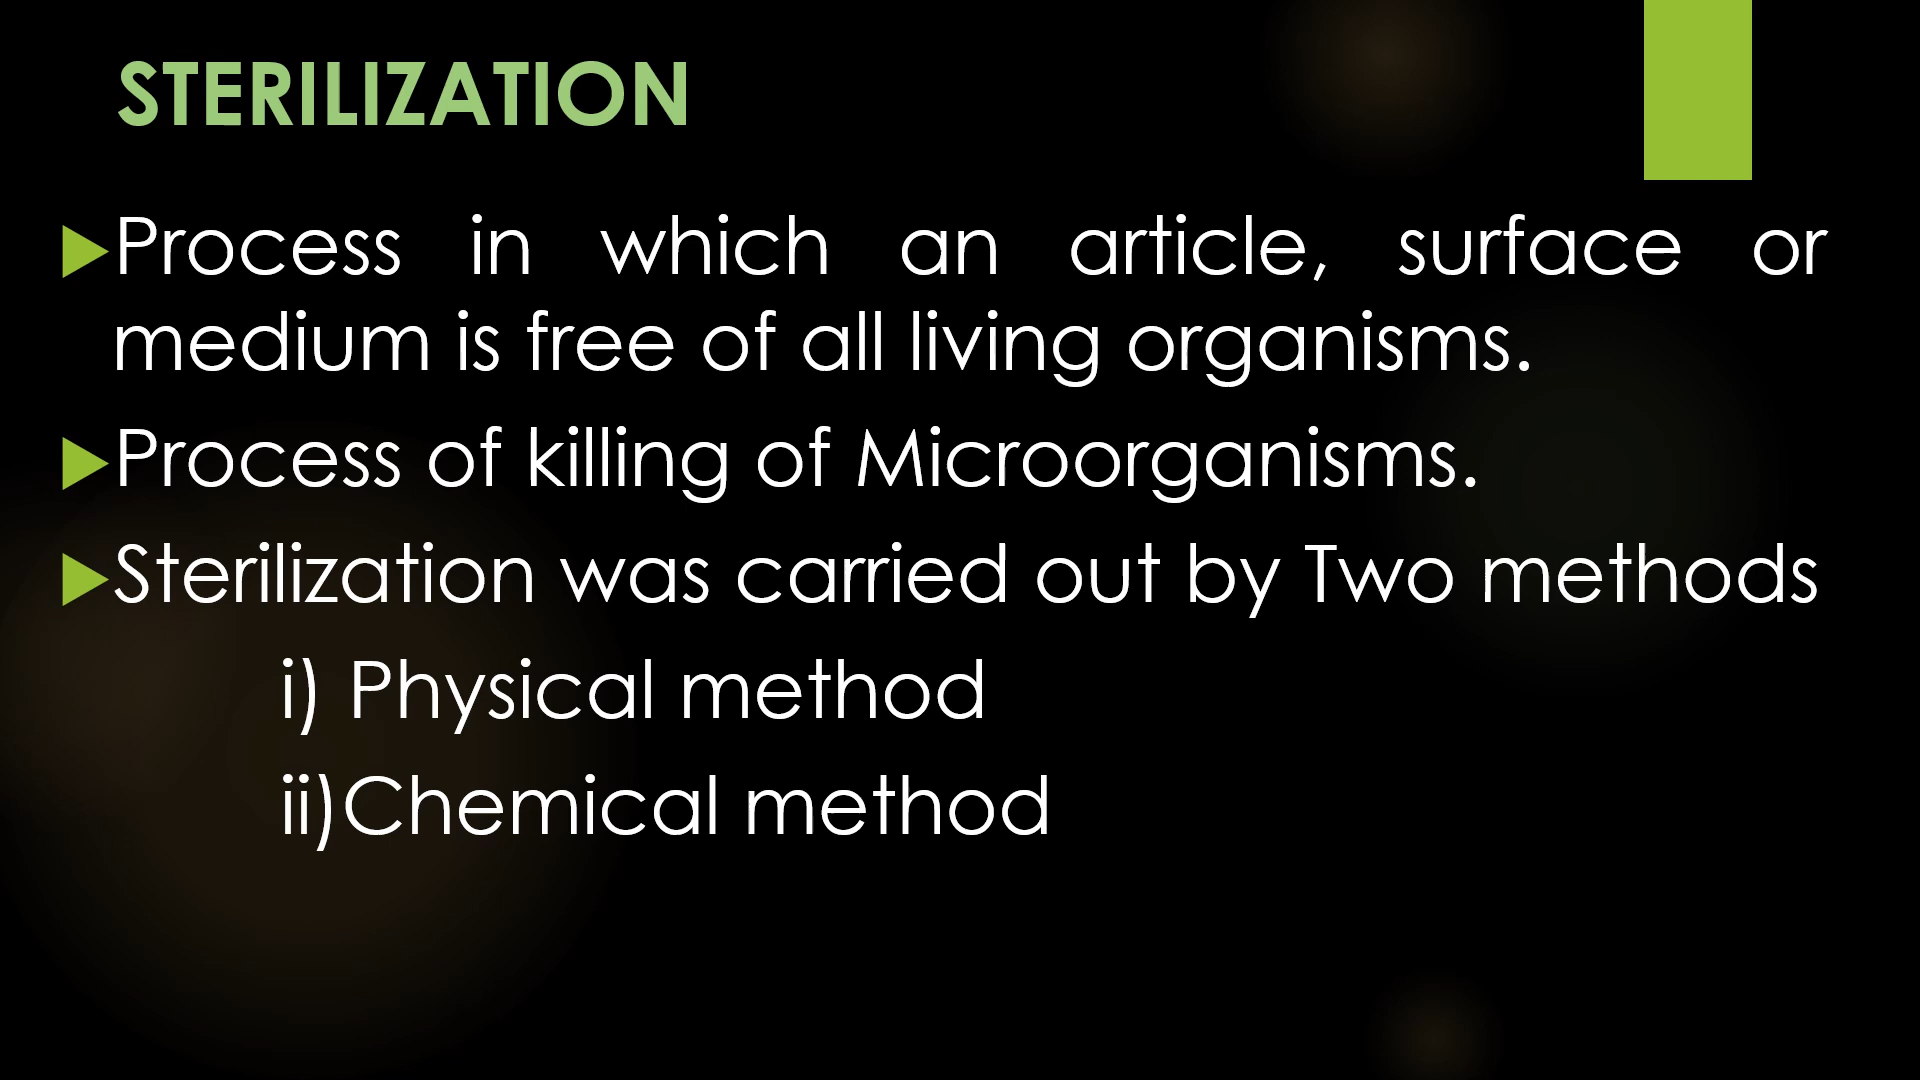 STERILIZATION
Process in which an article, surface or
medium is free of all living organisms.
Process of killing of Microorganisms.
Sterilization was carried out by Two methods
i) Physical method
ii)Chemical method